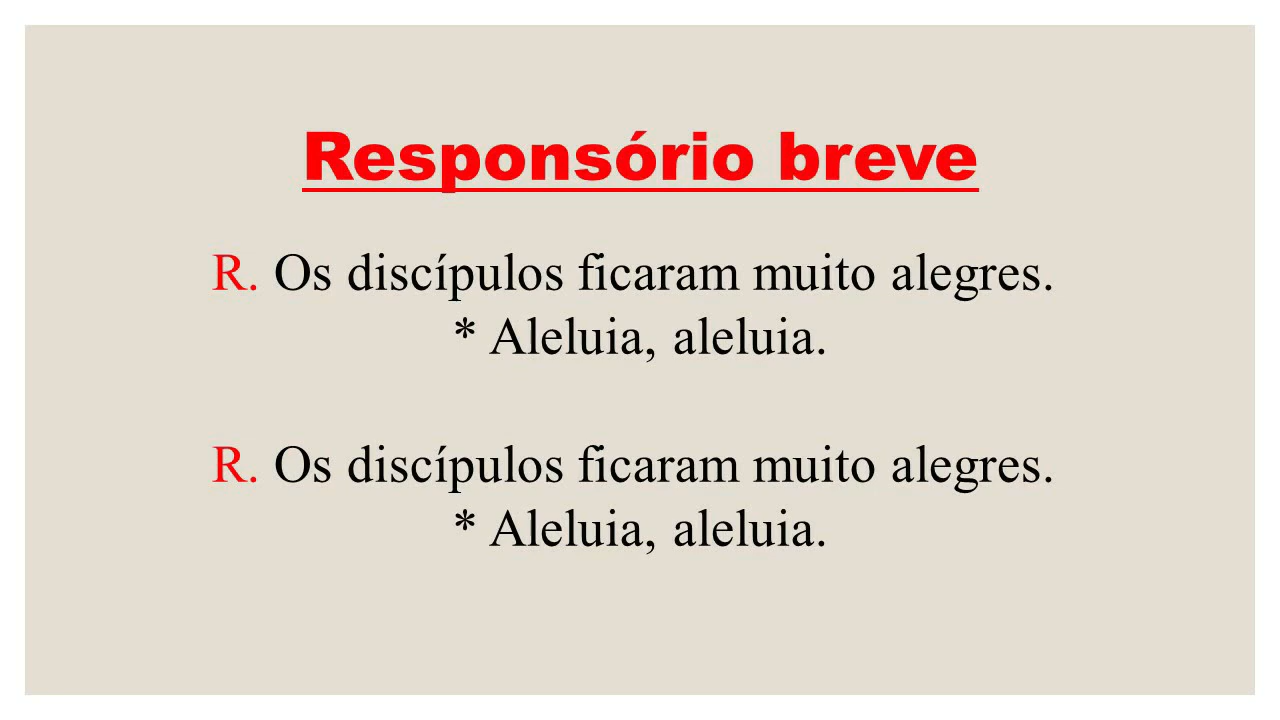 Responsório breve
R. Os discípulos ficaram muito alegres.
* Aleluia, aleluia.
R. Os discípulos ficaram muito alegres.
* Aleluia, aleluia.